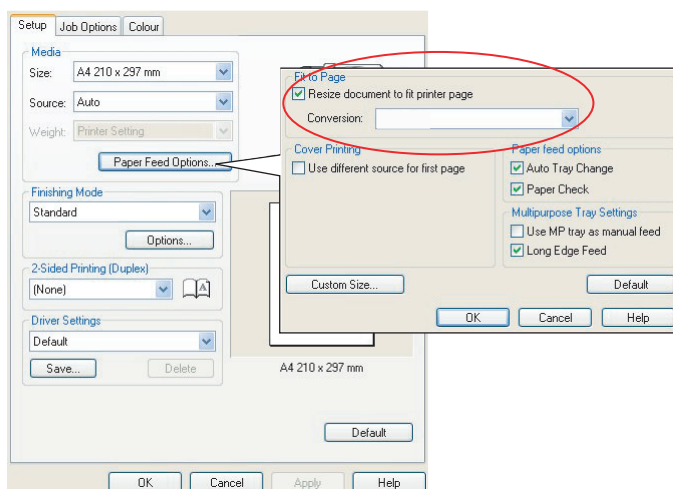 Setup
Job Options
Colour
Media
Size:
A4 210 x 297 mm
Source:
Auto
Weight:
Printer Setting
Paper Feed Options...
Finishing Mode
Standard
Options...
2-Sided Printing (Duplex)
(None)
A
Driver Settings
Default
Save...
Delete
A4 210 x 297 mm
Default
OK
Cancel
Apply
Help
Fit to Page
Resize document to fit printer page
Conversion:
Cover Printing
Use different source for first page
Paper feed options
Auto Tray Change
Paper Check
Multipurpose Tray Settings
Use MP tray as manual feed
Long Edge Feed
Custom Size...
Default
OK
Cancel
Help